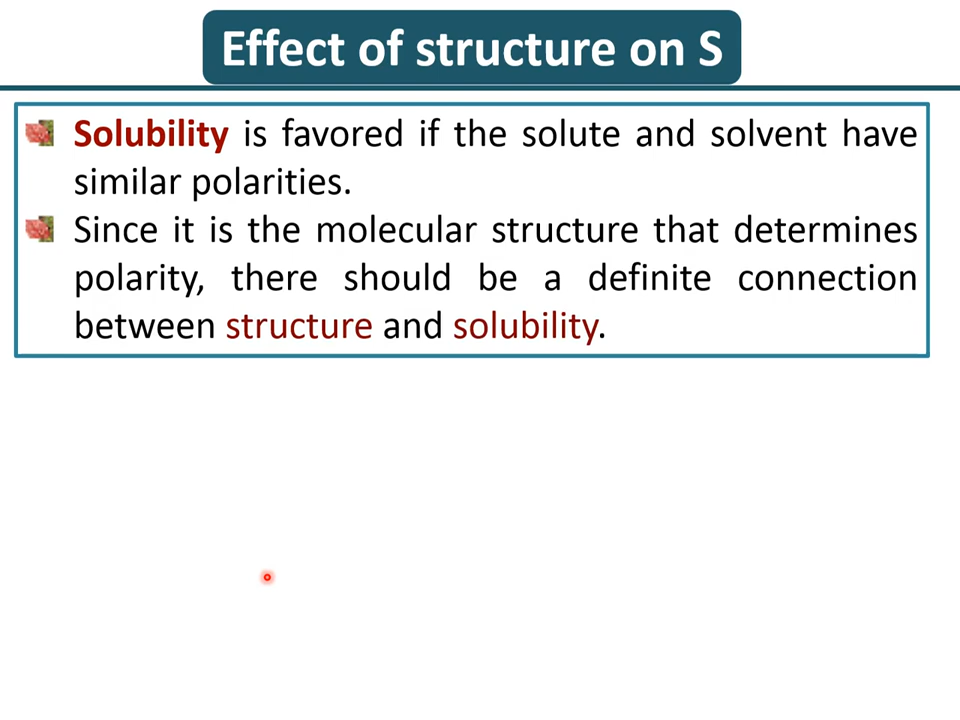 Effect of structure on S
Solubility is favored if the solute and solvent have
similar polarities.
Since it is the molecular structure that determines
polarity, there should be a definite connection
between structure and solubility.